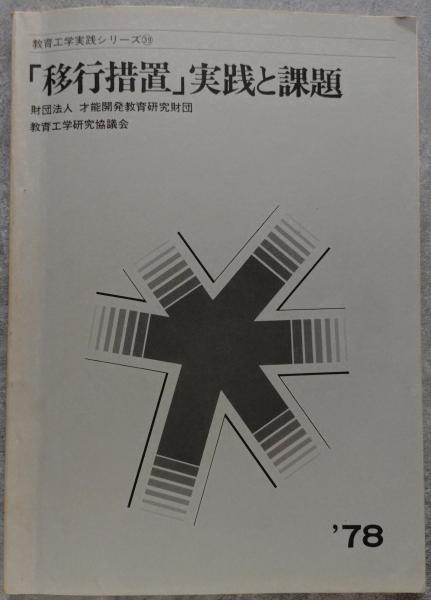 教育工学実践シリーズ㊴
「移行措置」実践と課題
財団法人 才能開発教育研究財団
教育工学研究協議会
’78